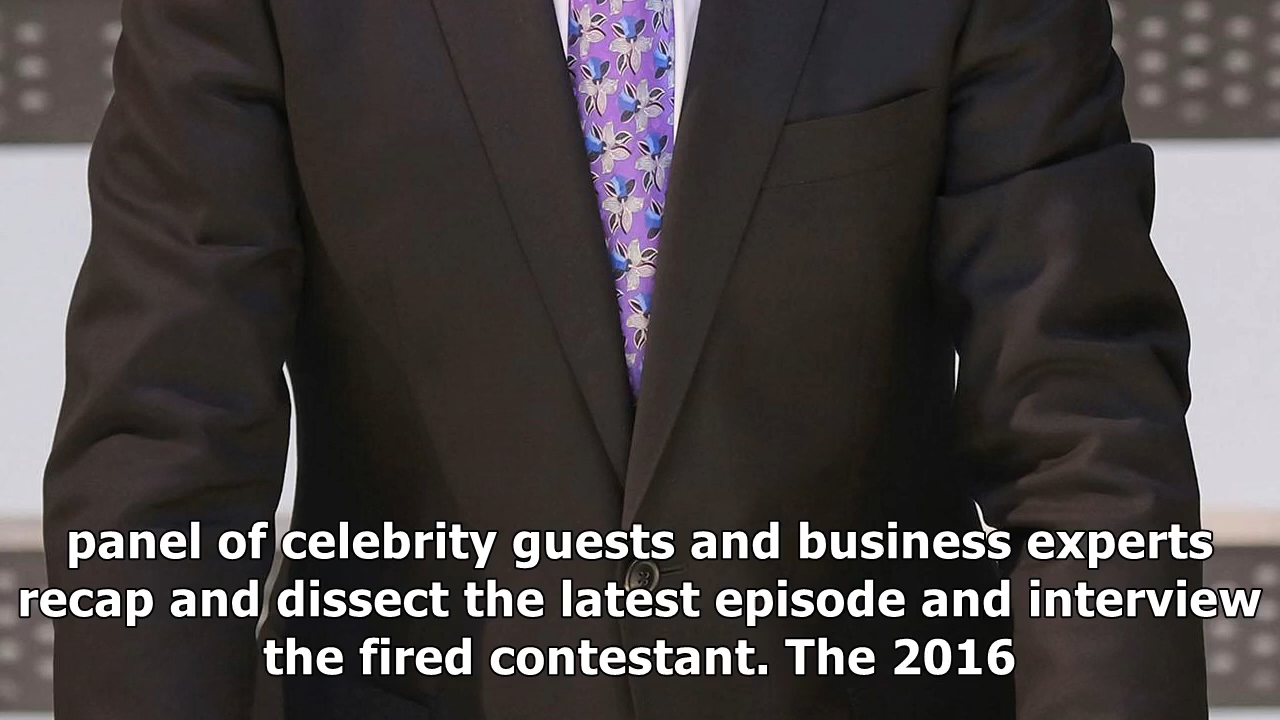 panel of celebrity guests and business experts
recap and dissect the latest episode and interview
the fired contestant. The 2016